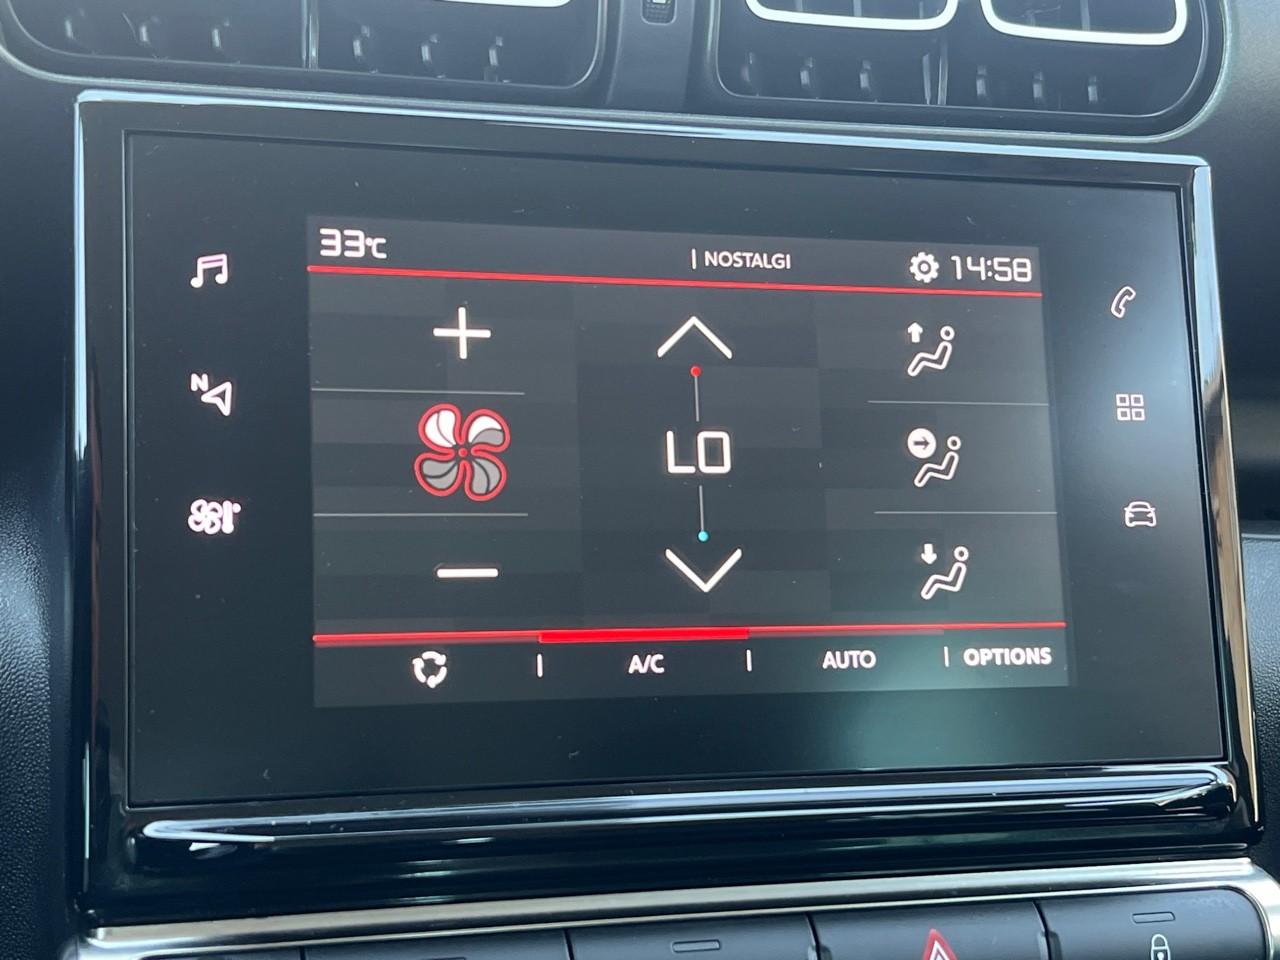 33°C | NOSTALGI 14:58
N
LO
| A/C | AUTO | OPTIONS